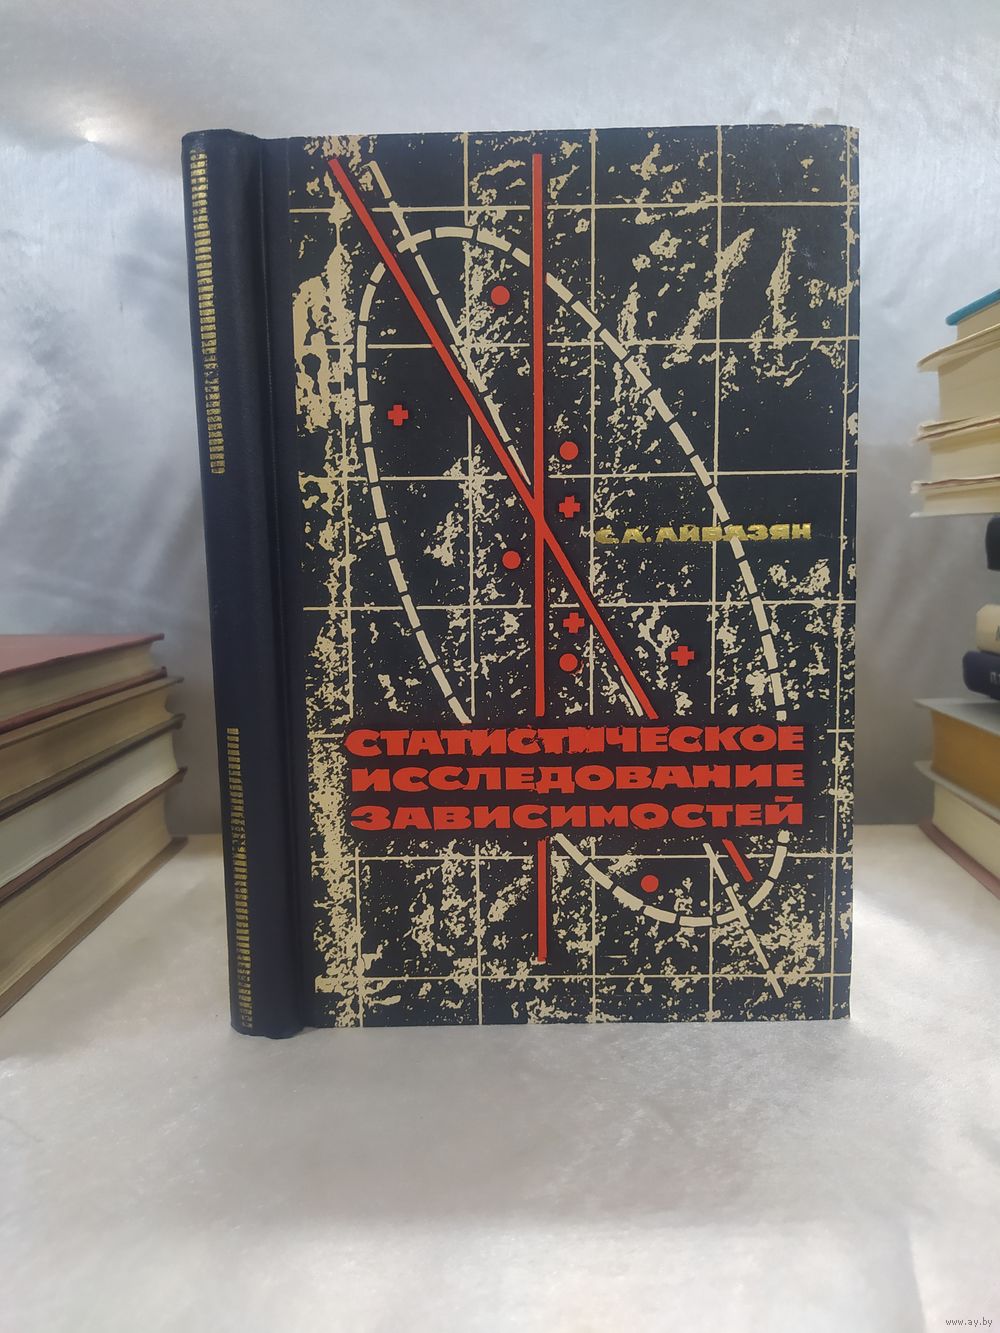 С.А. АЙВАЗЯН
СТАТИСТИЧЕСКОЕ
ИССЛЕДОВАНИЕ
ЗАВИСИМОСТЕЙ
www.ay.by